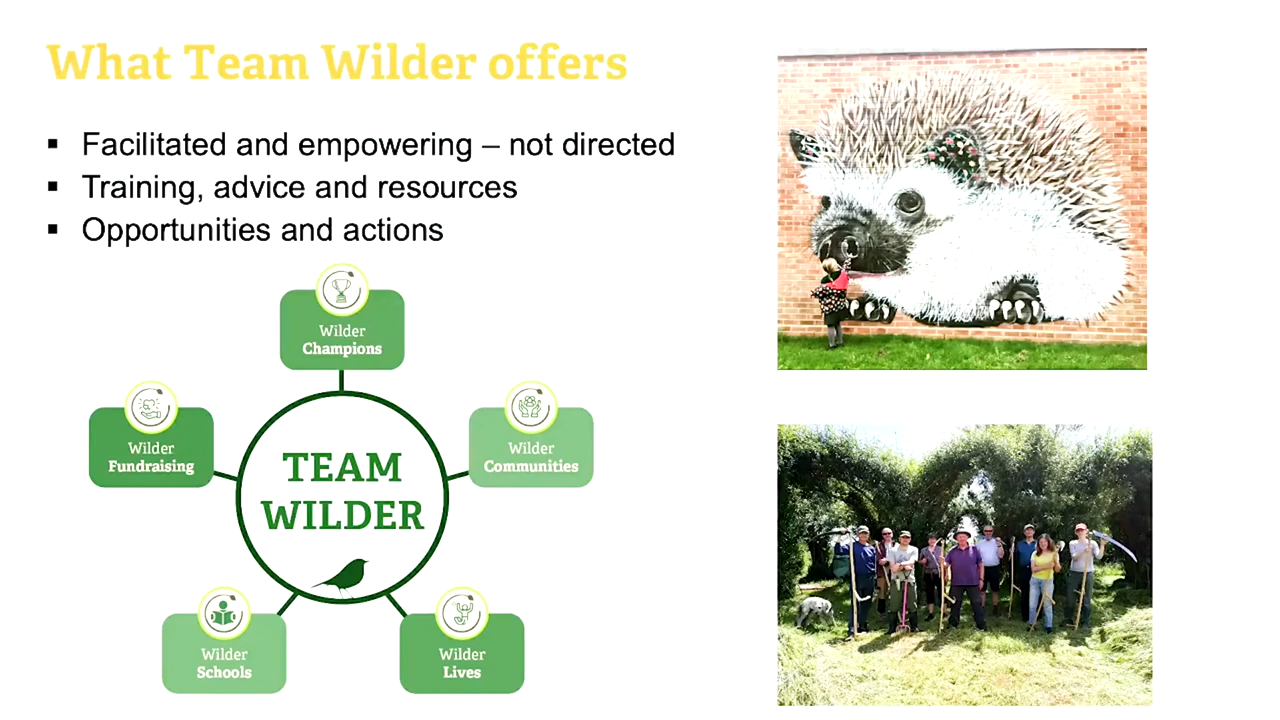 What Team Wilder offers
▪ Facilitated and empowering – not directed
▪ Training, advice and resources
▪ Opportunities and actions
Wilder
Champions
Wilder
Fundraising
Wilder
Communities
TEAM
WILDER
Wilder
Schools
Wilder
Lives